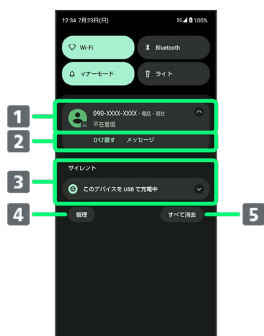 12:34 7月23日(日) 5G 100%
Wi-Fi Bluetooth
マナーモード ライト
1 090-XXXX-XXXX・電話・現在
不在着信
2 かけ直す メッセージ
サイレント
3 このデバイスを USB で充電中
4 管理 すべて消去 5